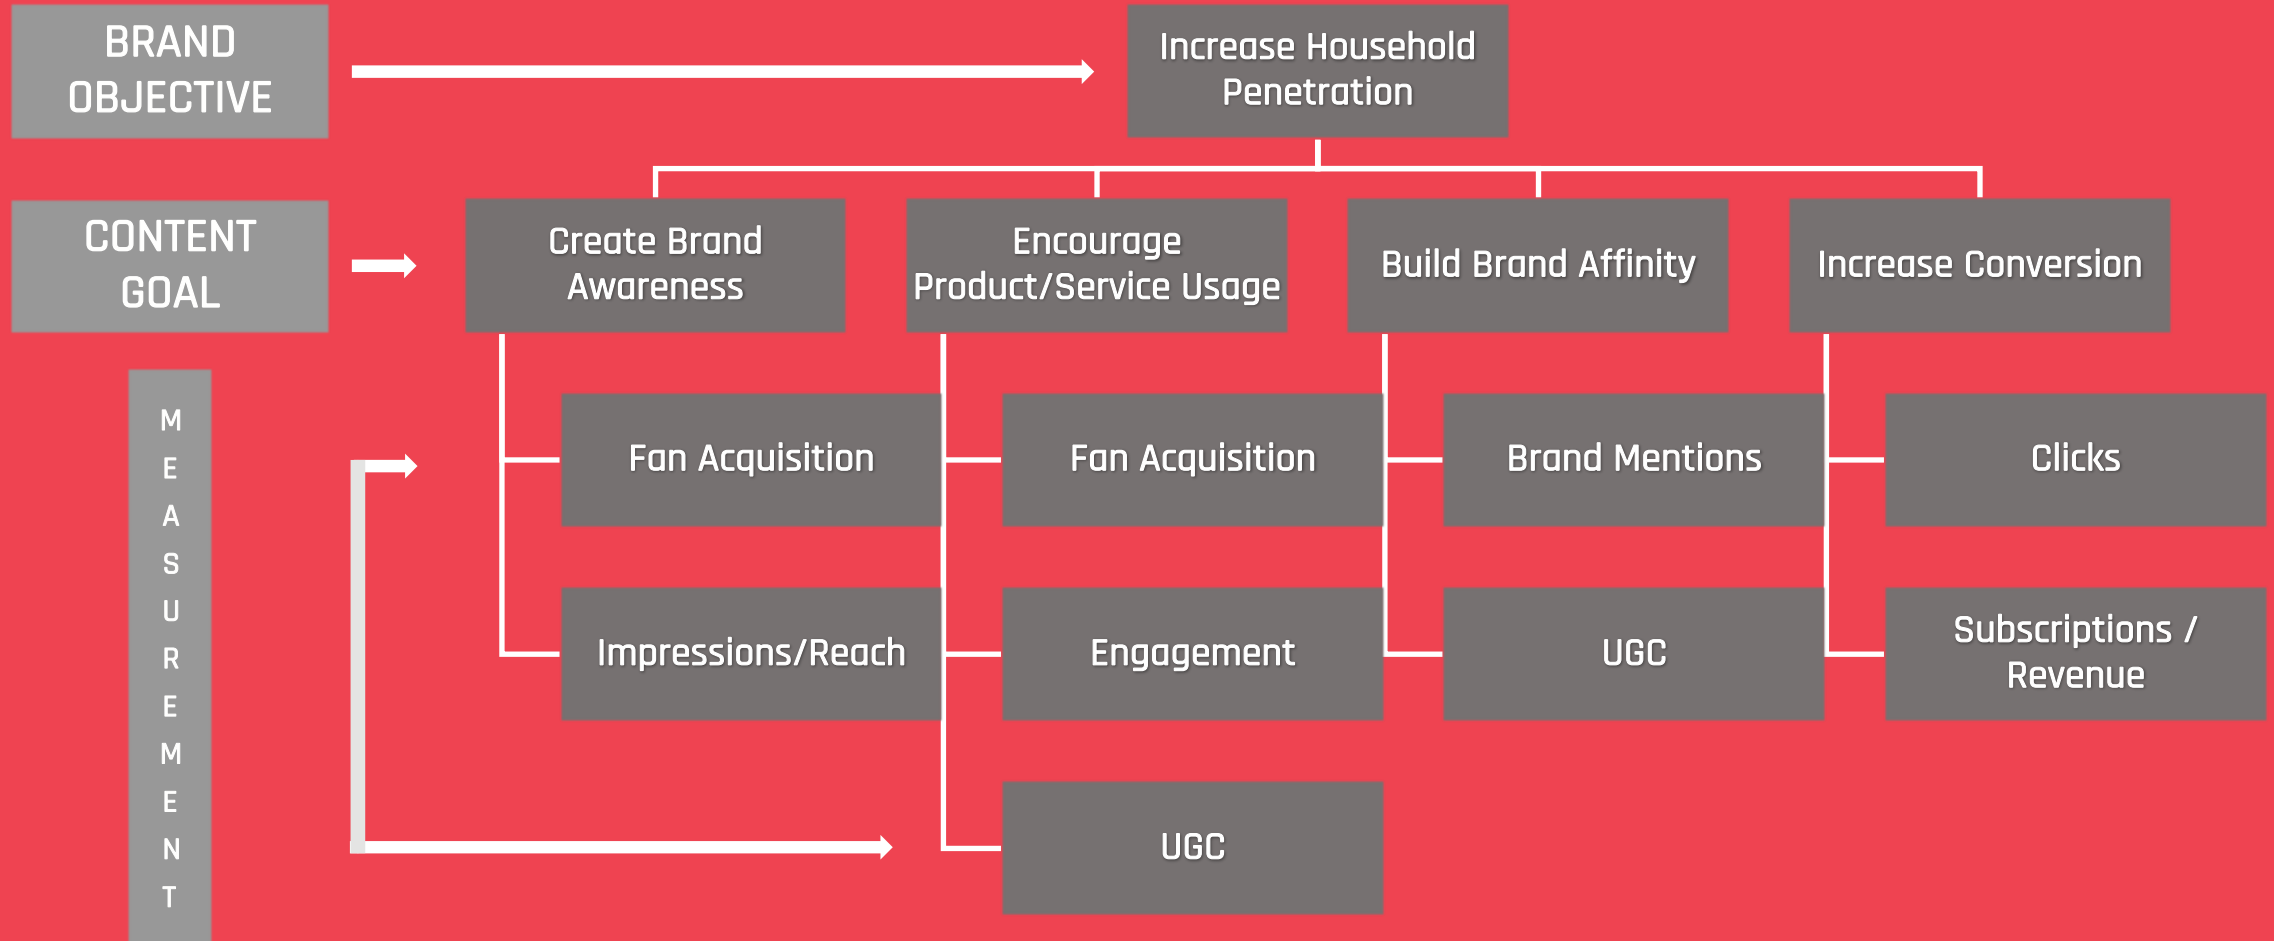 BRAND
OBJECTIVE
Increase Household
Penetration
CONTENT
GOAL
Create Brand
Awareness
Encourage
Product/Service Usage
Build Brand Affinity
Increase Conversion
M
E
A
S
U
R
E
M
E
N
T
Fan Acquisition
Fan Acquisition
Brand Mentions
Clicks
Impressions/Reach
Engagement
UGC
Subscriptions /
Revenue
UGC